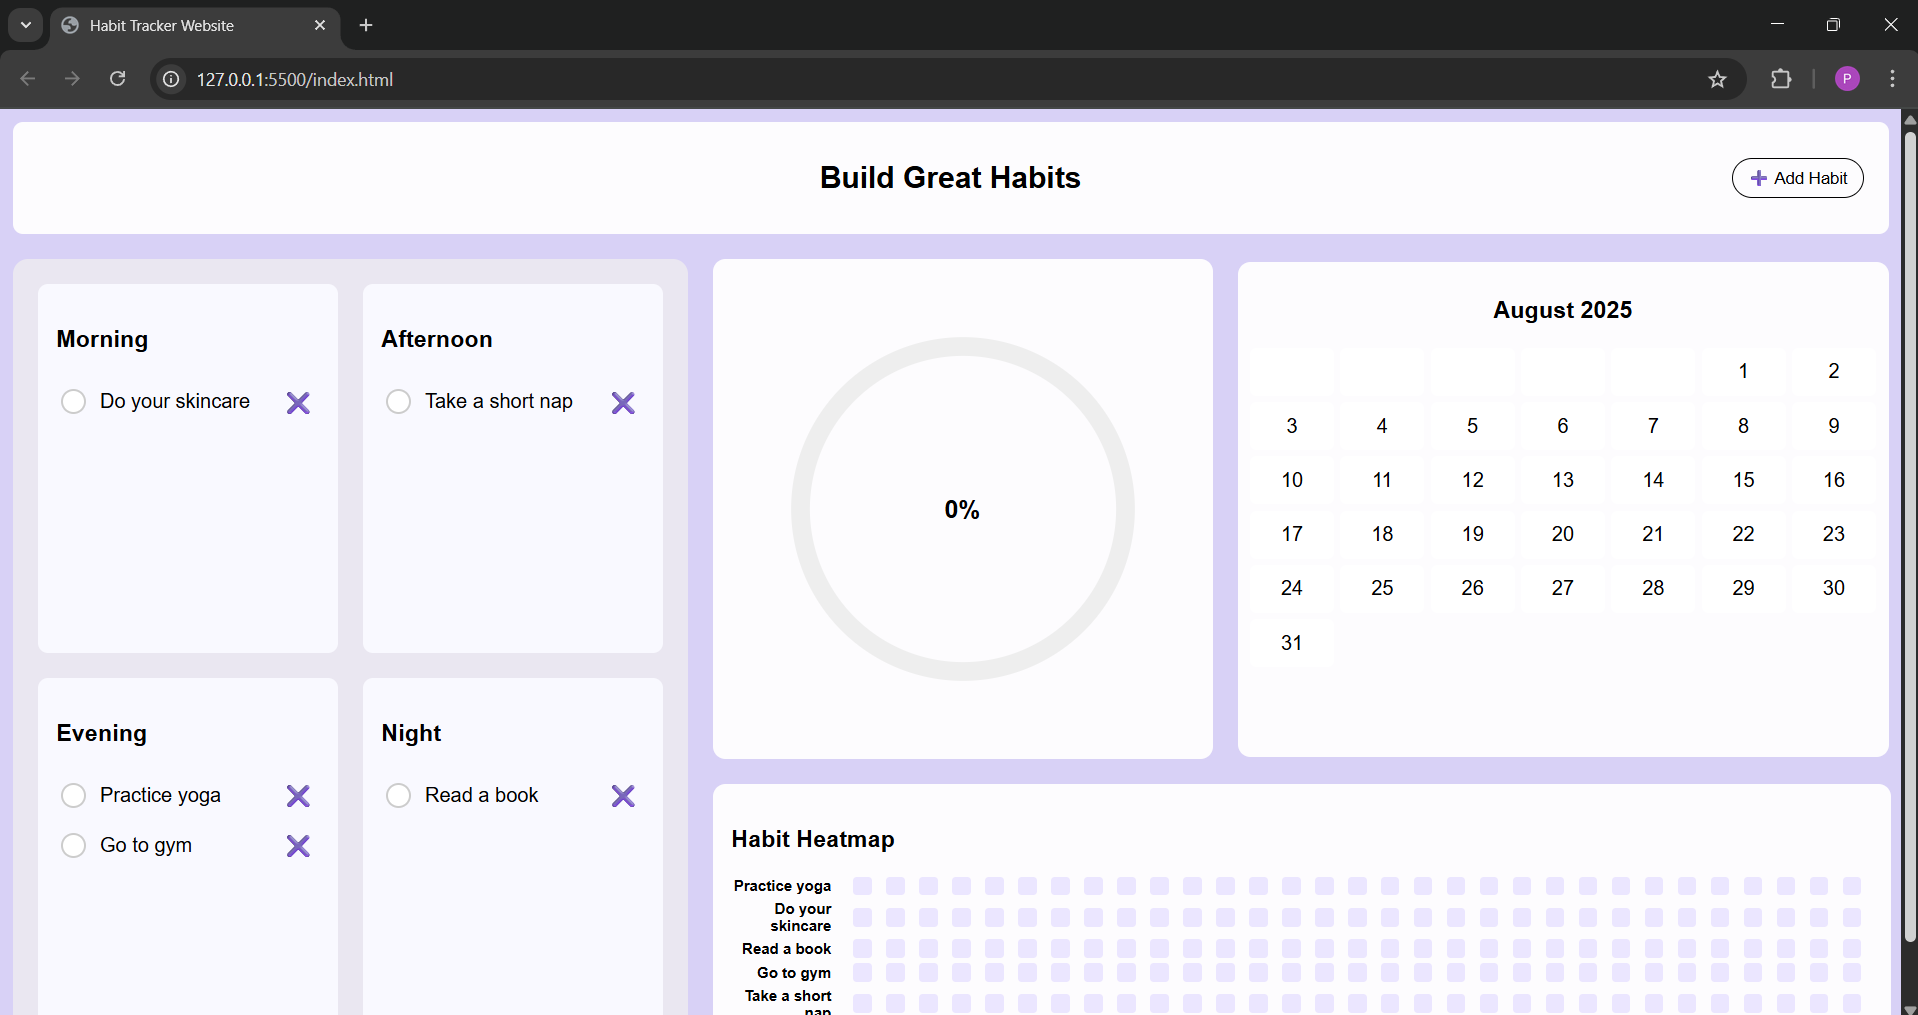 Habit Tracker Website
127.0.0.1:5500/index.html
P
Build Great Habits
Add Habit
Morning
Do your skincare
Afternoon
Take a short nap
Evening
Practice yoga
Go to gym
Night
Read a book
0%
August 2025
1 2
3 4 5 6 7 8 9
10 11 12 13 14 15 16
17 18 19 20 21 22 23
24 25 26 27 28 29 30
31
Habit Heatmap
Practice yoga
Do your
skincare
Read a book
Go to gym
Take a short
nap